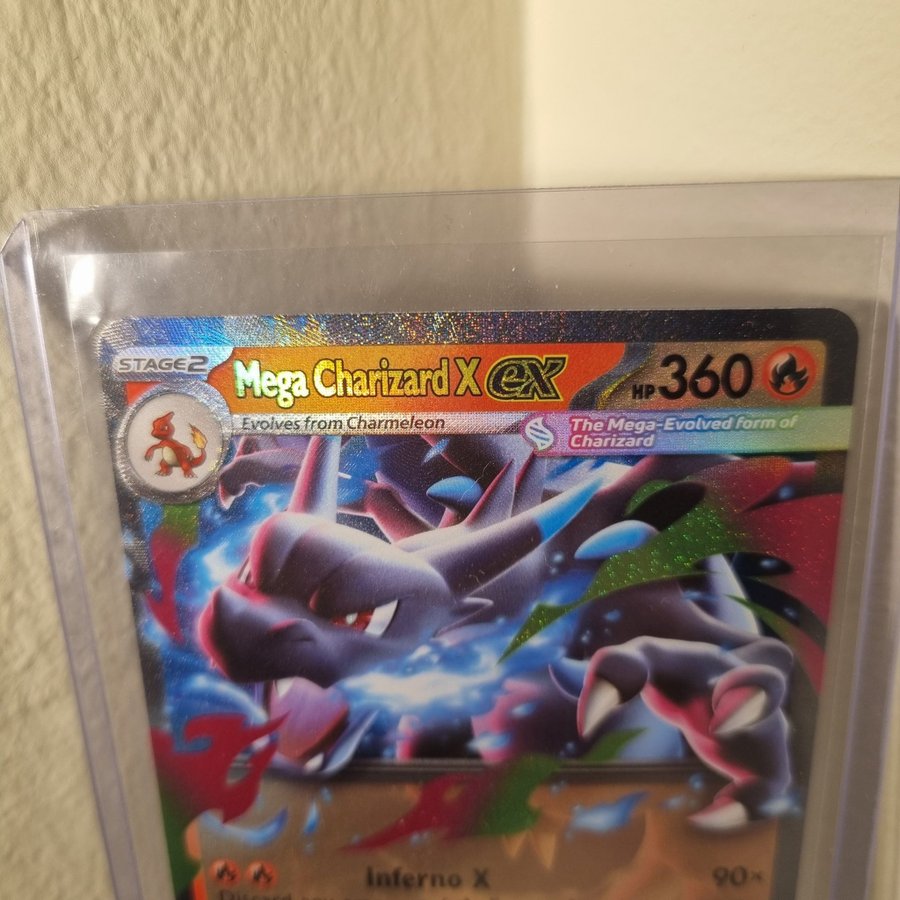 STAGE2
Mega Charizard X ex
HP 360
Evolves from Charmeleon
The Mega-Evolved form of
Charizard
Inferno X 90×